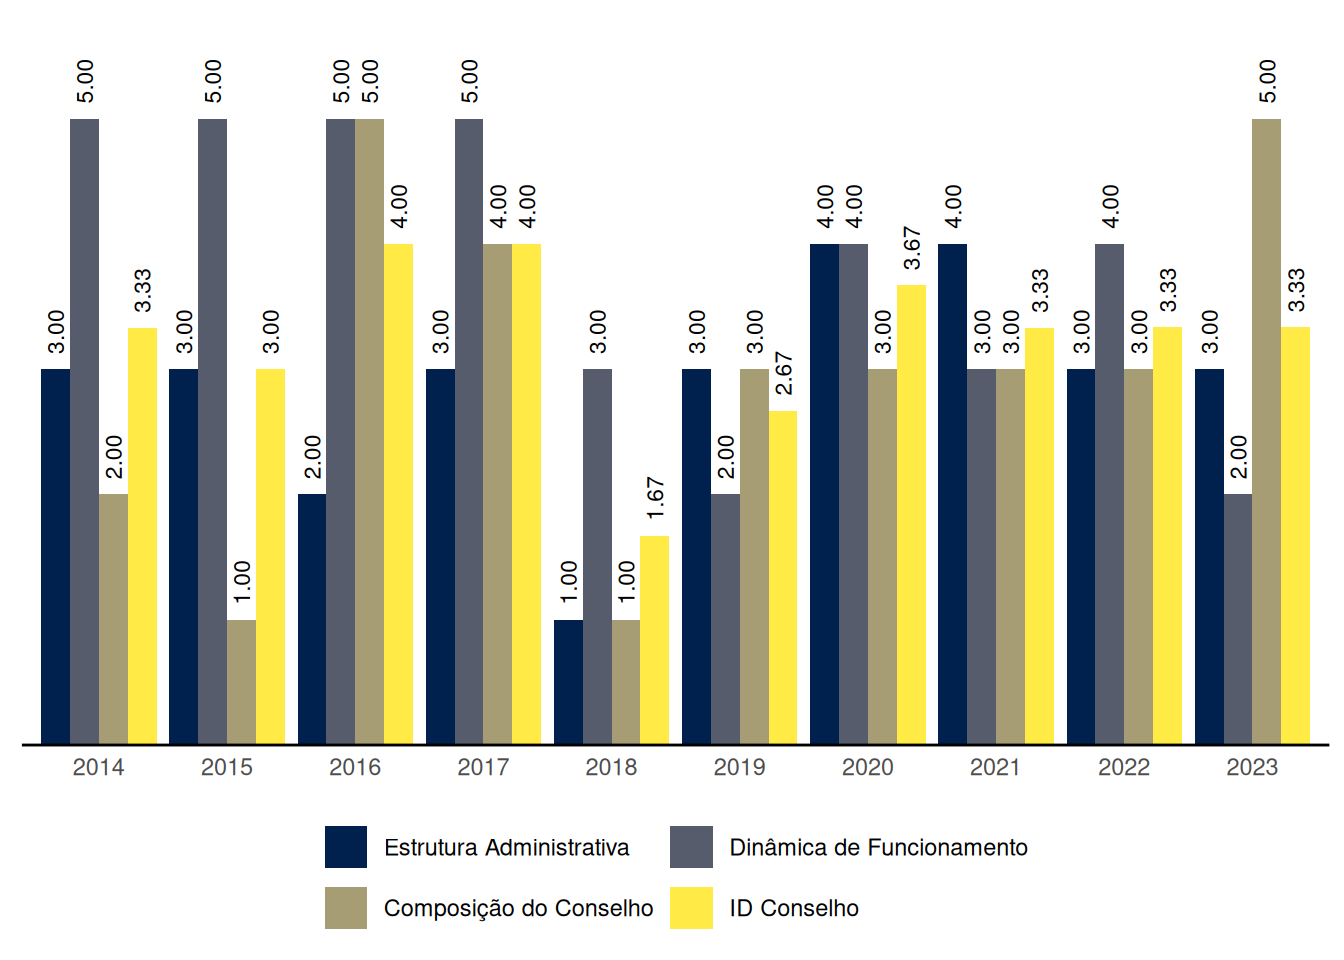 3.00 5.00 2.00 3.33 3.00 5.00 1.00 3.00 2.00 5.00 5.00 4.00 3.00 5.00 4.00 4.00 1.00 3.00 1.00 1.67 3.00 2.00 3.00 2.67 4.00 4.00 3.00 3.67 4.00 3.00 3.00 3.33 3.00 4.00 3.00 3.33 3.00 2.00 5.00 3.33
2014 2015 2016 2017 2018 2019 2020 2021 2022 2023
Estrutura Administrativa Dinâmica de Funcionamento
Composição do Conselho ID Conselho